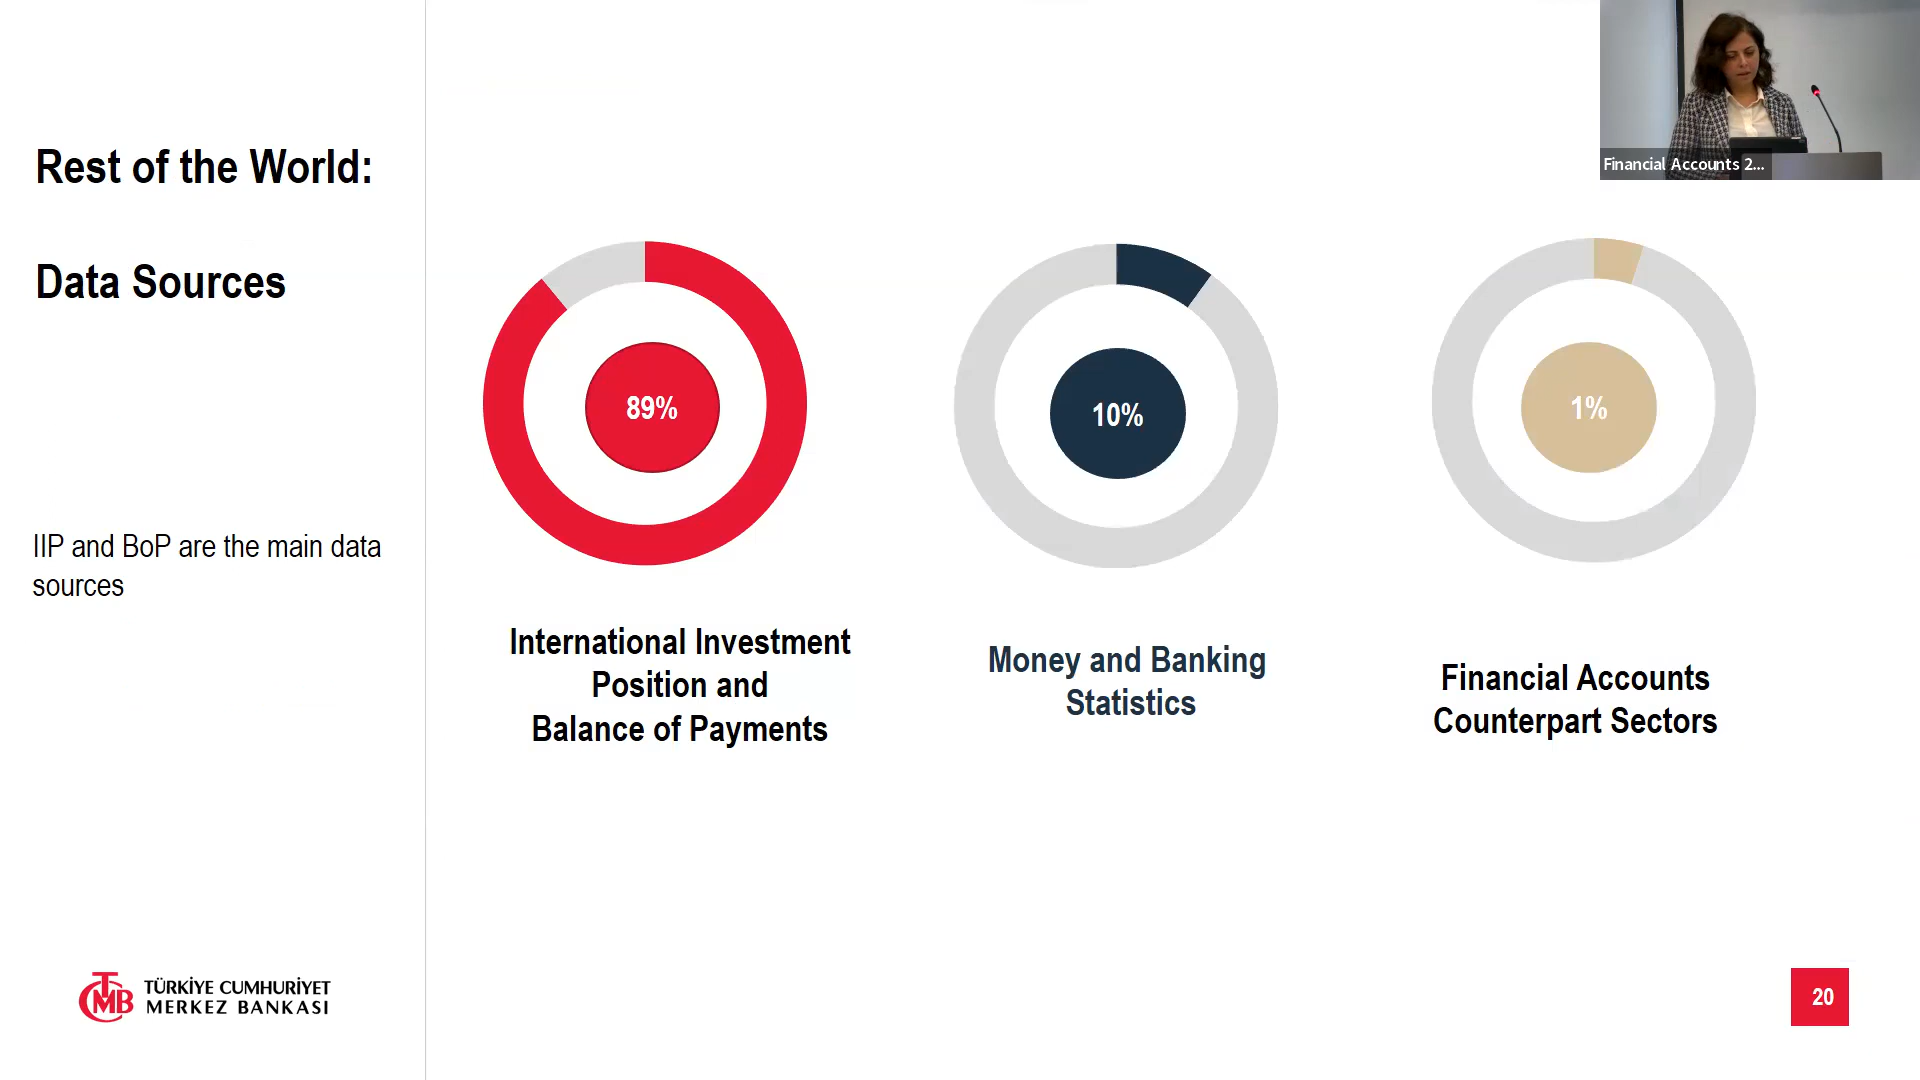 Rest of the World:
Data Sources
IIP and BoP are the main data
sources
89%
International Investment
Position and
Balance of Payments
10%
Money and Banking
Statistics
1%
Financial Accounts
Counterpart Sectors
Financial Accounts 2...
TCMB
TÜRKİYE CUMHURİYET
MERKEZ BANKASI
20